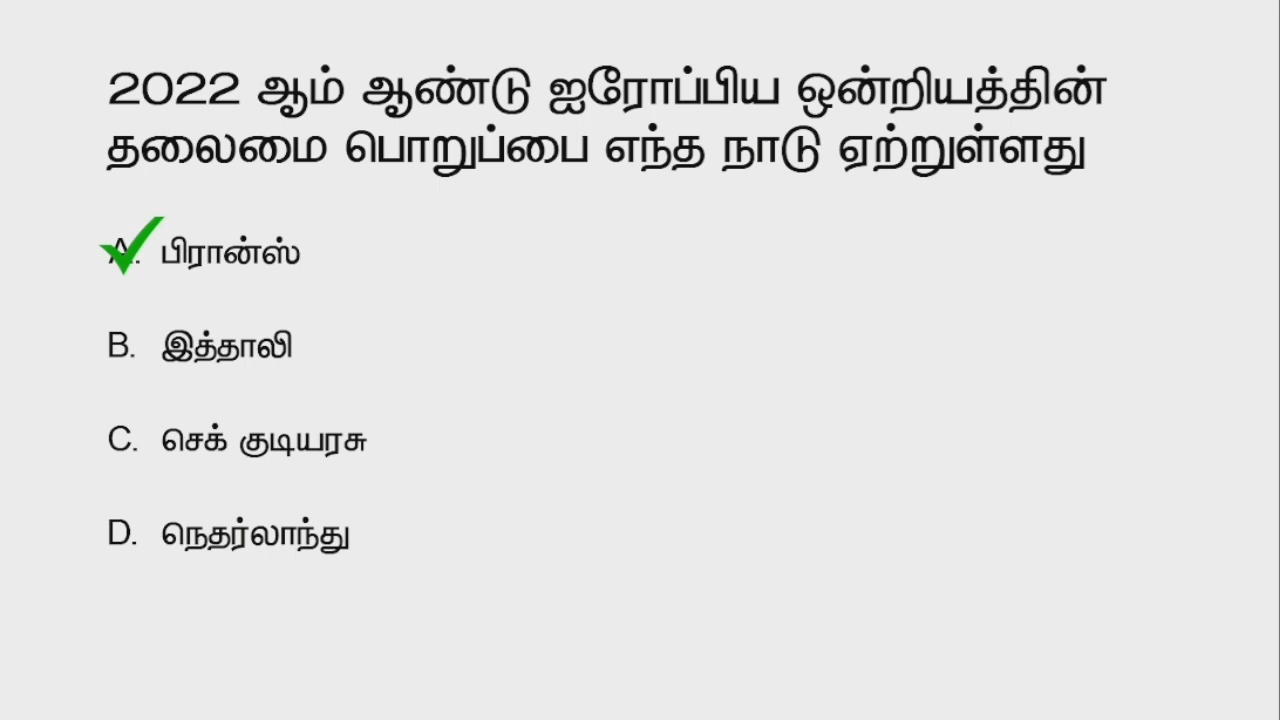 2022 ஆம் ஆண்டு ஐரோப்பிய ஒன்றியத்தின்
தலைமை பொறுப்பை எந்த நாடு ஏற்றுள்ளது
A. பிரான்ஸ்
B. இத்தாலி
C. செக் குடியரசு
D. நெதர்லாந்து